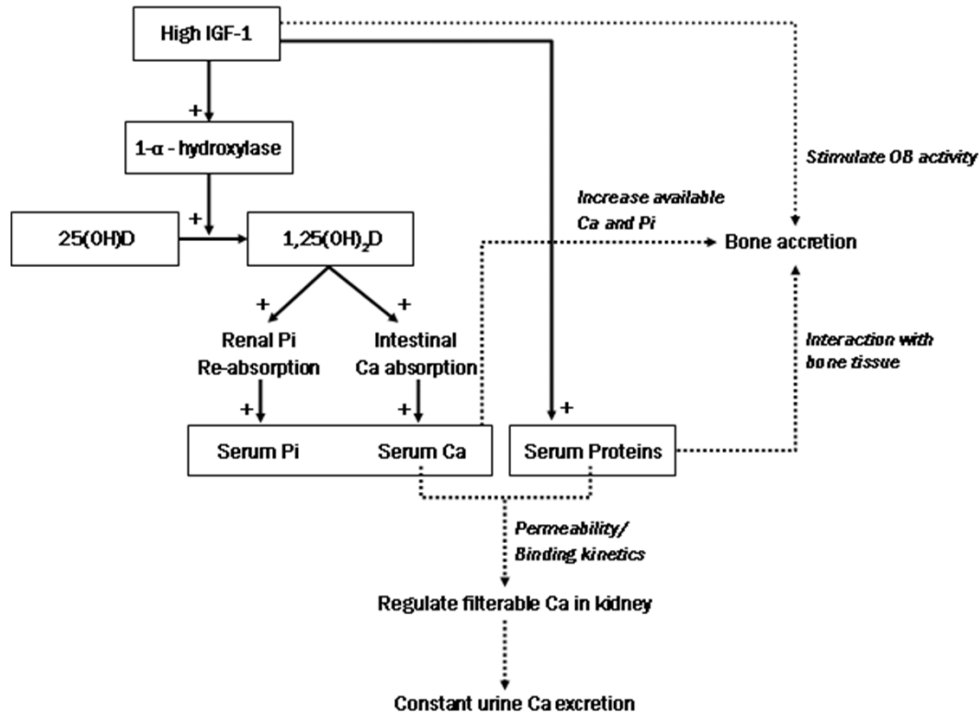 High IGF-1
+
1-α - hydroxylase
Stimulate OB activity
+
Increase available
Ca and Pi
25(OH)D
1,25(OH)₂D
Bone accretion
+
+
Renal Pi
Re-absorption
Intestinal
Ca absorption
Interaction with
bone tissue
+
+
+
Serum Pi
Serum Ca
Serum Proteins
Permeability/
Binding kinetics
Regulate filterable Ca in kidney
Constant urine Ca excretion